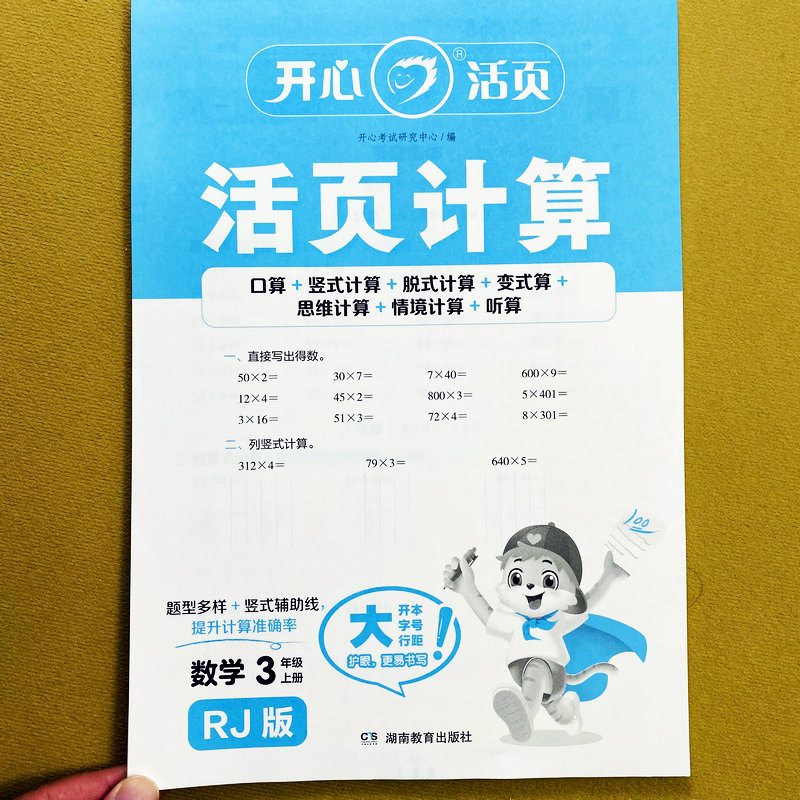 开心 ® 活页
开心考试研究中心 / 编
活页计算
口算 + 竖式计算 + 脱式计算 + 变式算 +
思维计算 + 情境计算 + 听算
一、直接写出得数。
50×2= 30×7= 7×40= 600×9=
12×4= 45×2= 800×3= 5×401=
3×16= 51×3= 72×4= 8×301=
二、列竖式计算。
312×4= 79×3= 640×5=
100
题型多样 + 竖式辅助线,
提升计算准确率
大 开本
字号
行距
!
护眼,更易书写
数学 3 年级
上册
RJ 版
湖南教育出版社